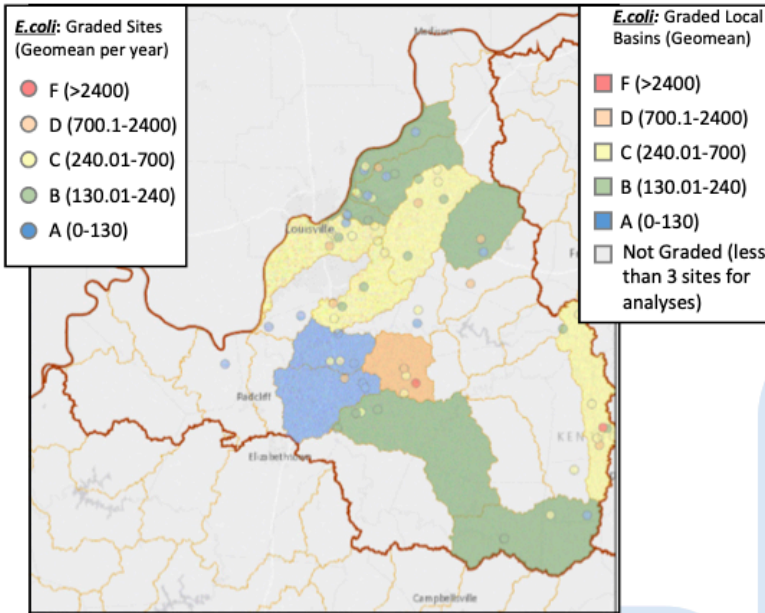 E.coli: Graded Sites
(Geomean per year)
F (>2400)
D (700.1-2400)
C (240.01-700)
B (130.01-240)
A (0-130)
E.coli: Graded Local
Basins (Geomean)
F (>2400)
D (700.1-2400)
C (240.01-700)
B (130.01-240)
A (0-130)
Not Graded (less
than 3 sites for
analyses)
Madison
Louisville
Radcliff
Elizabethtown
KEN
Campbellsville